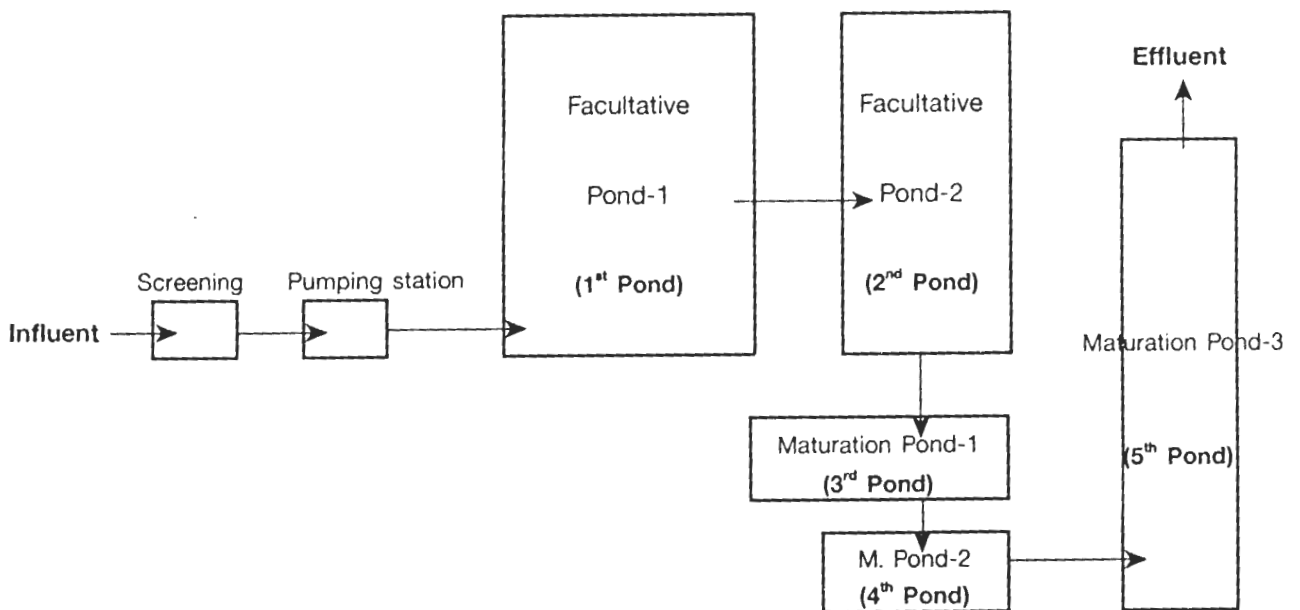 Influent
Screening
Pumping station
Facultative
Pond-1
(1st Pond)
Facultative
Pond-2
(2nd Pond)
Maturation Pond-1
(3rd Pond)
M. Pond-2
(4th Pond)
Maturation Pond-3
(5th Pond)
Effluent